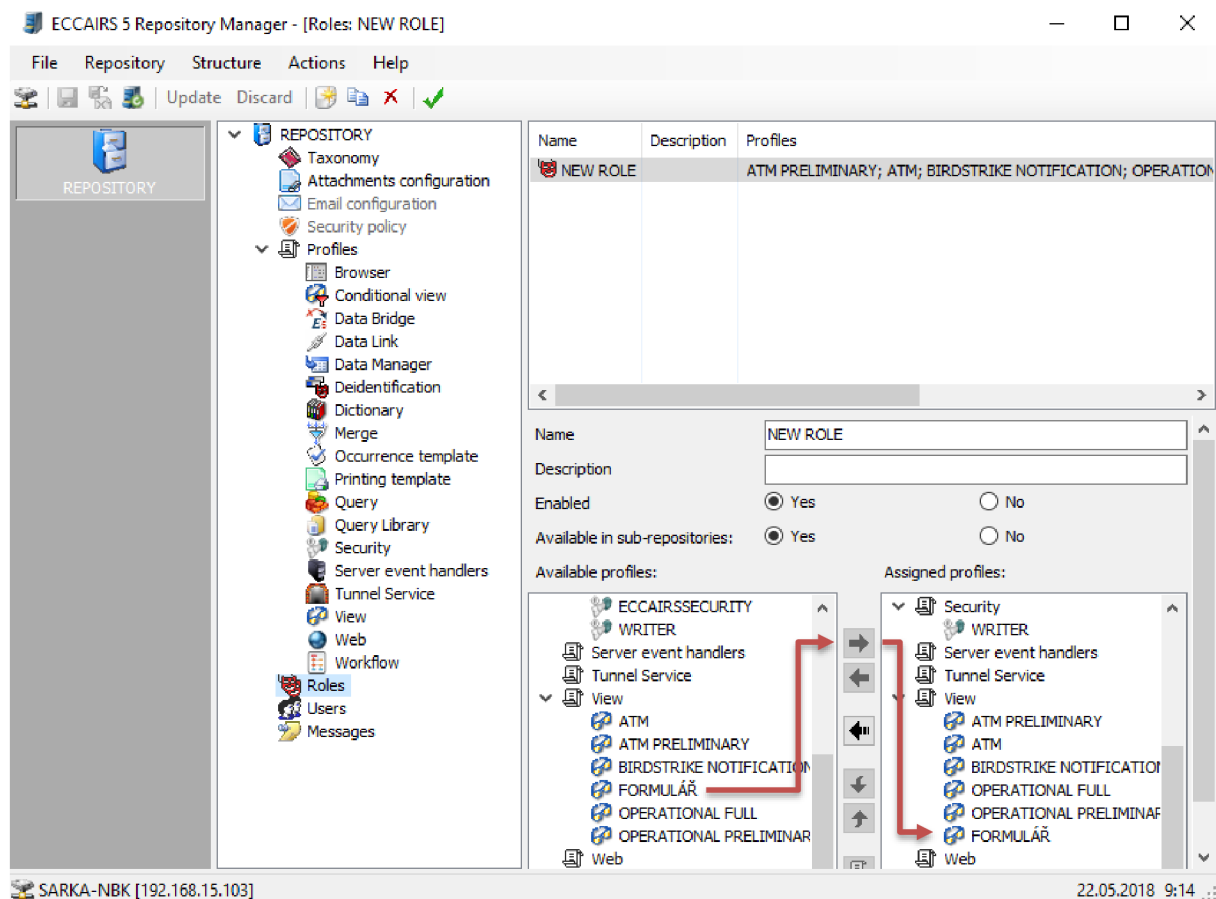 ECCAIRS 5 Repository Manager - [Roles: NEW ROLE]
File Repository Structure Actions Help
Update Discard
REPOSITORY
REPOSITORY
Taxonomy
Attachments configuration
Email configuration
Security policy
Profiles
Browser
Conditional view
Data Bridge
Data Link
Data Manager
Deidentification
Dictionary
Merge
Occurrence template
Printing template
Query
Query Library
Security
Server event handlers
Tunnel Service
View
Web
Workflow
Roles
Users
Messages
Name Description Profiles
NEW ROLE ATM PRELIMINARY; ATM; BIRDSTRIKE NOTIFICATION; OPERATION
Name NEW ROLE
Description
Enabled Yes No
Available in sub-repositories: Yes No
Available profiles:
ECCAIRSSECURITY
WRITER
Server event handlers
Tunnel Service
View
ATM
ATM PRELIMINARY
BIRDSTRIKE NOTIFICATION
FORMULÁŘ
OPERATIONAL FULL
OPERATIONAL PRELIMINAR
Web
Assigned profiles:
Security
WRITER
Server event handlers
Tunnel Service
View
ATM PRELIMINARY
ATM
BIRDSTRIKE NOTIFICATION
OPERATIONAL FULL
OPERATIONAL PRELIMINAR
FORMULÁŘ
Web
SARKA-NBK [192.168.15.103] 22.05.2018 9:14